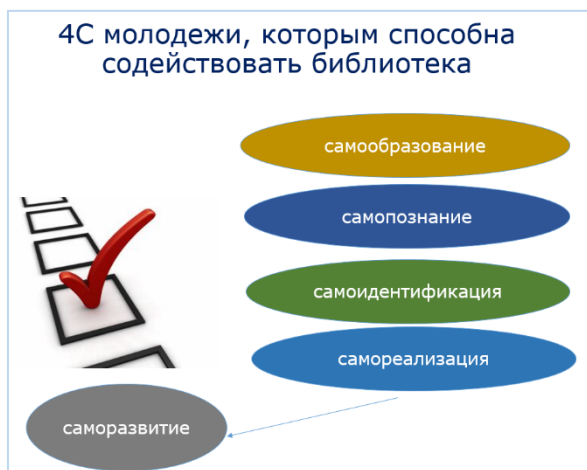 4С молодежи, которым способна
содействовать библиотека
самообразование
самопознание
самоидентификация
самореализация
саморазвитие